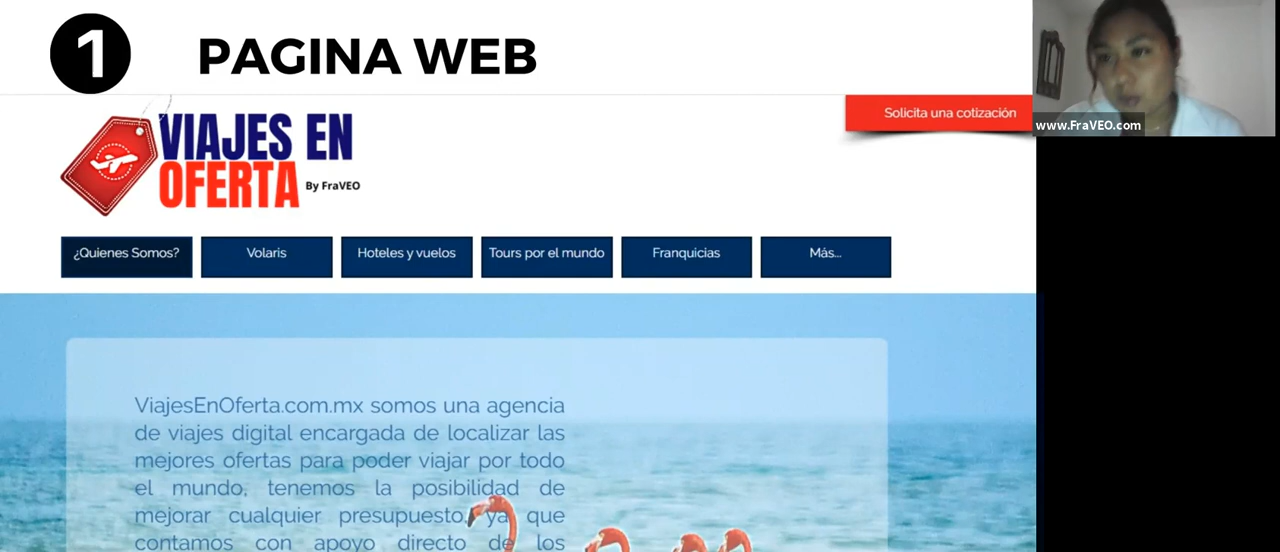 1 PAGINA WEB
VIAJES EN
OFERTA By FraVEO
Solicita una cotización
www.FraVEO.com
¿Quienes Somos? Volaris Hoteles y vuelos Tours por el mundo Franquicias Más...
ViajesEnOferta.com.mx somos una agencia
de viajes digital encargada de localizar las
mejores ofertas para poder viajar por todo
el mundo, tenemos la posibilidad de
mejorar cualquier presupuesto, ya que
contamos con apoyo directo de los